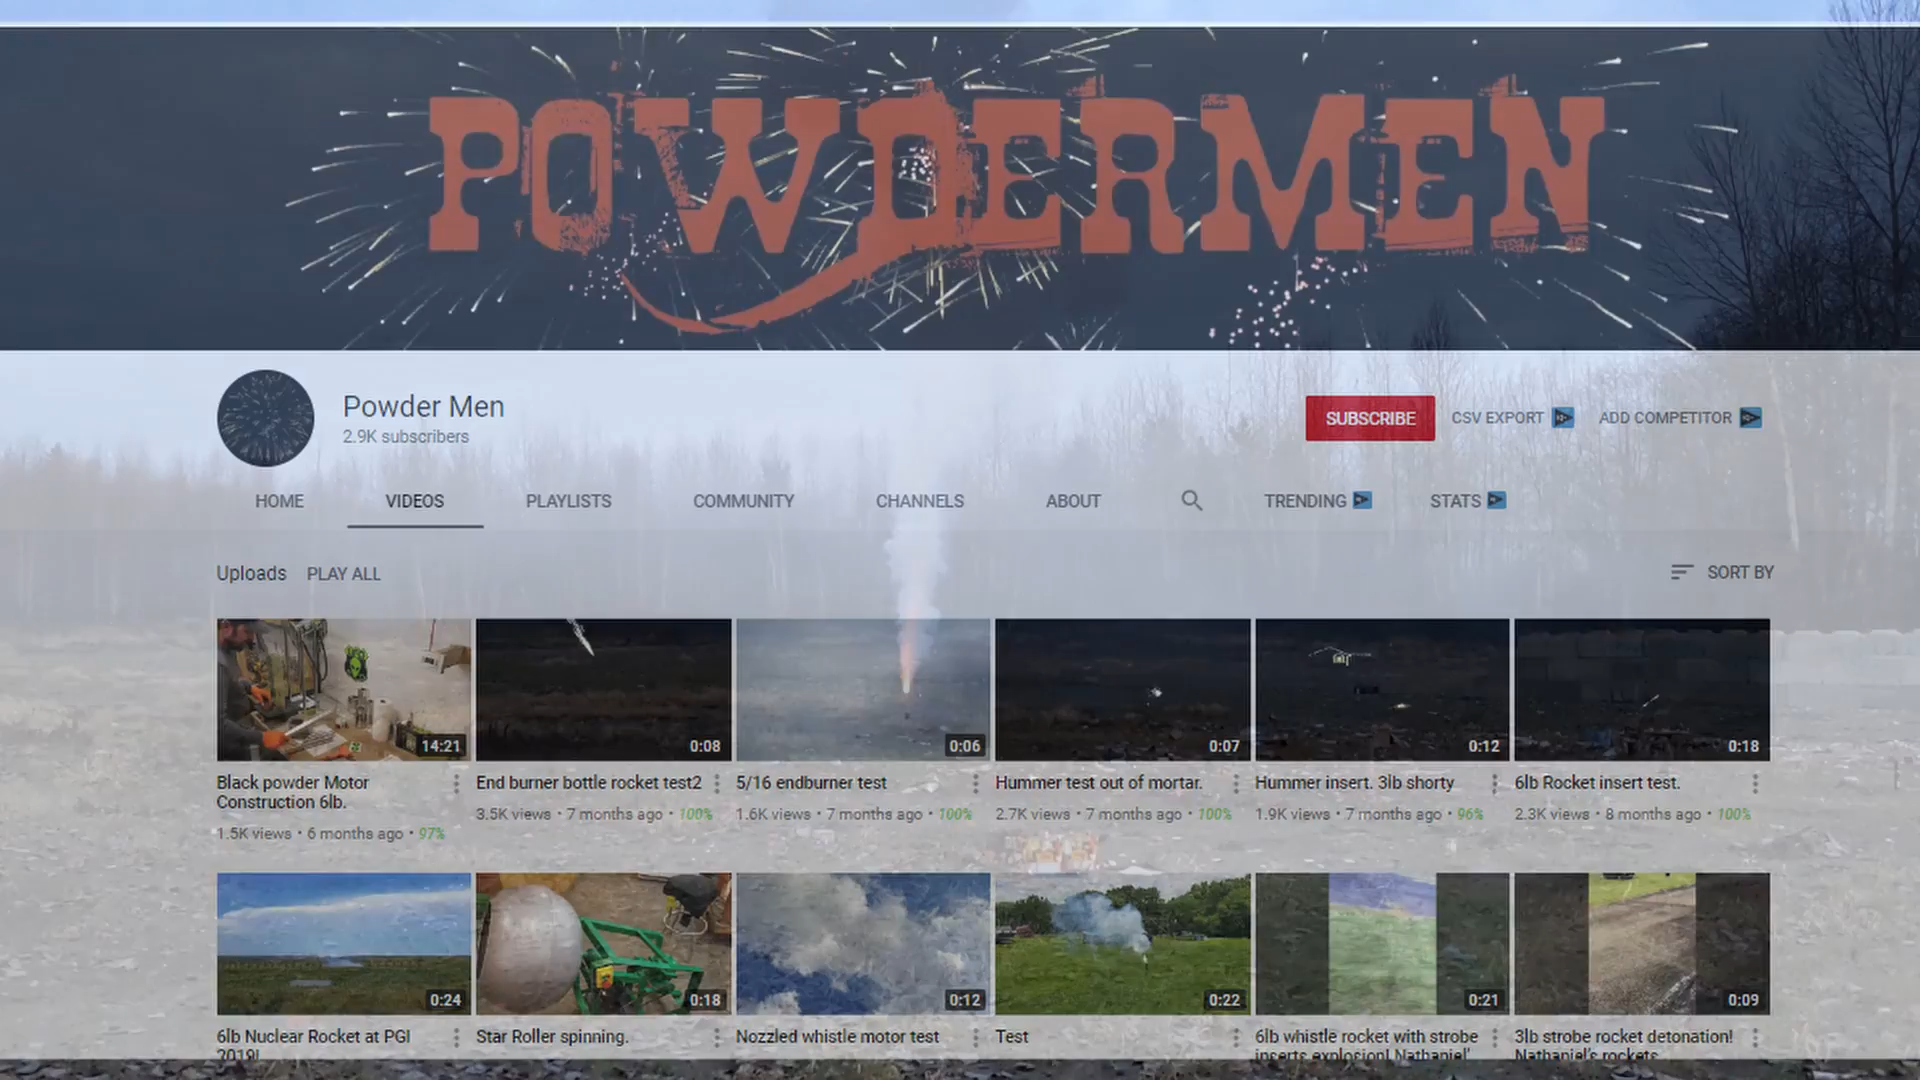 POWDERMEN
Powder Men
2.9K subscribers
SUBSCRIBE
CSV EXPORT
ADD COMPETITOR
HOME
VIDEOS
PLAYLISTS
COMMUNITY
CHANNELS
ABOUT
TRENDING
STATS
Uploads
PLAY ALL
SORT BY
14:21
0:08
0:06
0:07
0:12
0:18
Black powder Motor
Construction 6lb.
1.5K views • 6 months ago • 97%
End burner bottle rocket test2
3.5K views • 7 months ago • 100%
5/16 endburner test
1.6K views • 7 months ago • 100%
Hummer test out of mortar.
2.7K views • 7 months ago • 100%
Hummer insert. 3lb shorty
1.9K views • 7 months ago • 96%
6lb Rocket insert test.
2.3K views • 8 months ago • 100%
0:24
0:18
0:12
0:22
0:21
0:09
6lb Nuclear Rocket at PGI
2019!
Star Roller spinning.
Nozzled whistle motor test
Test
6lb whistle rocket with strobe
inserts explosion! Nathaniel'
3lb strobe rocket detonation!
Nathaniel's rockets